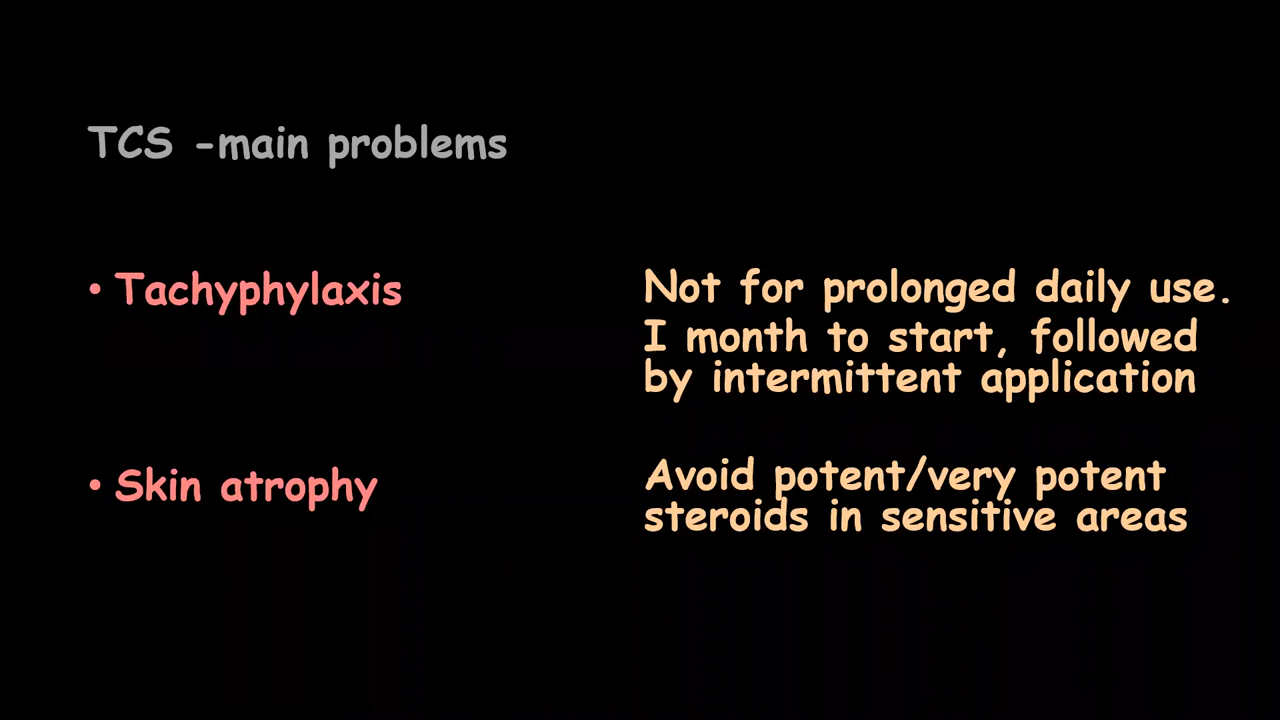 TCS -main problems
• Tachyphylaxis
Not for prolonged daily use.
I month to start, followed
by intermittent application
• Skin atrophy
Avoid potent/very potent
steroids in sensitive areas